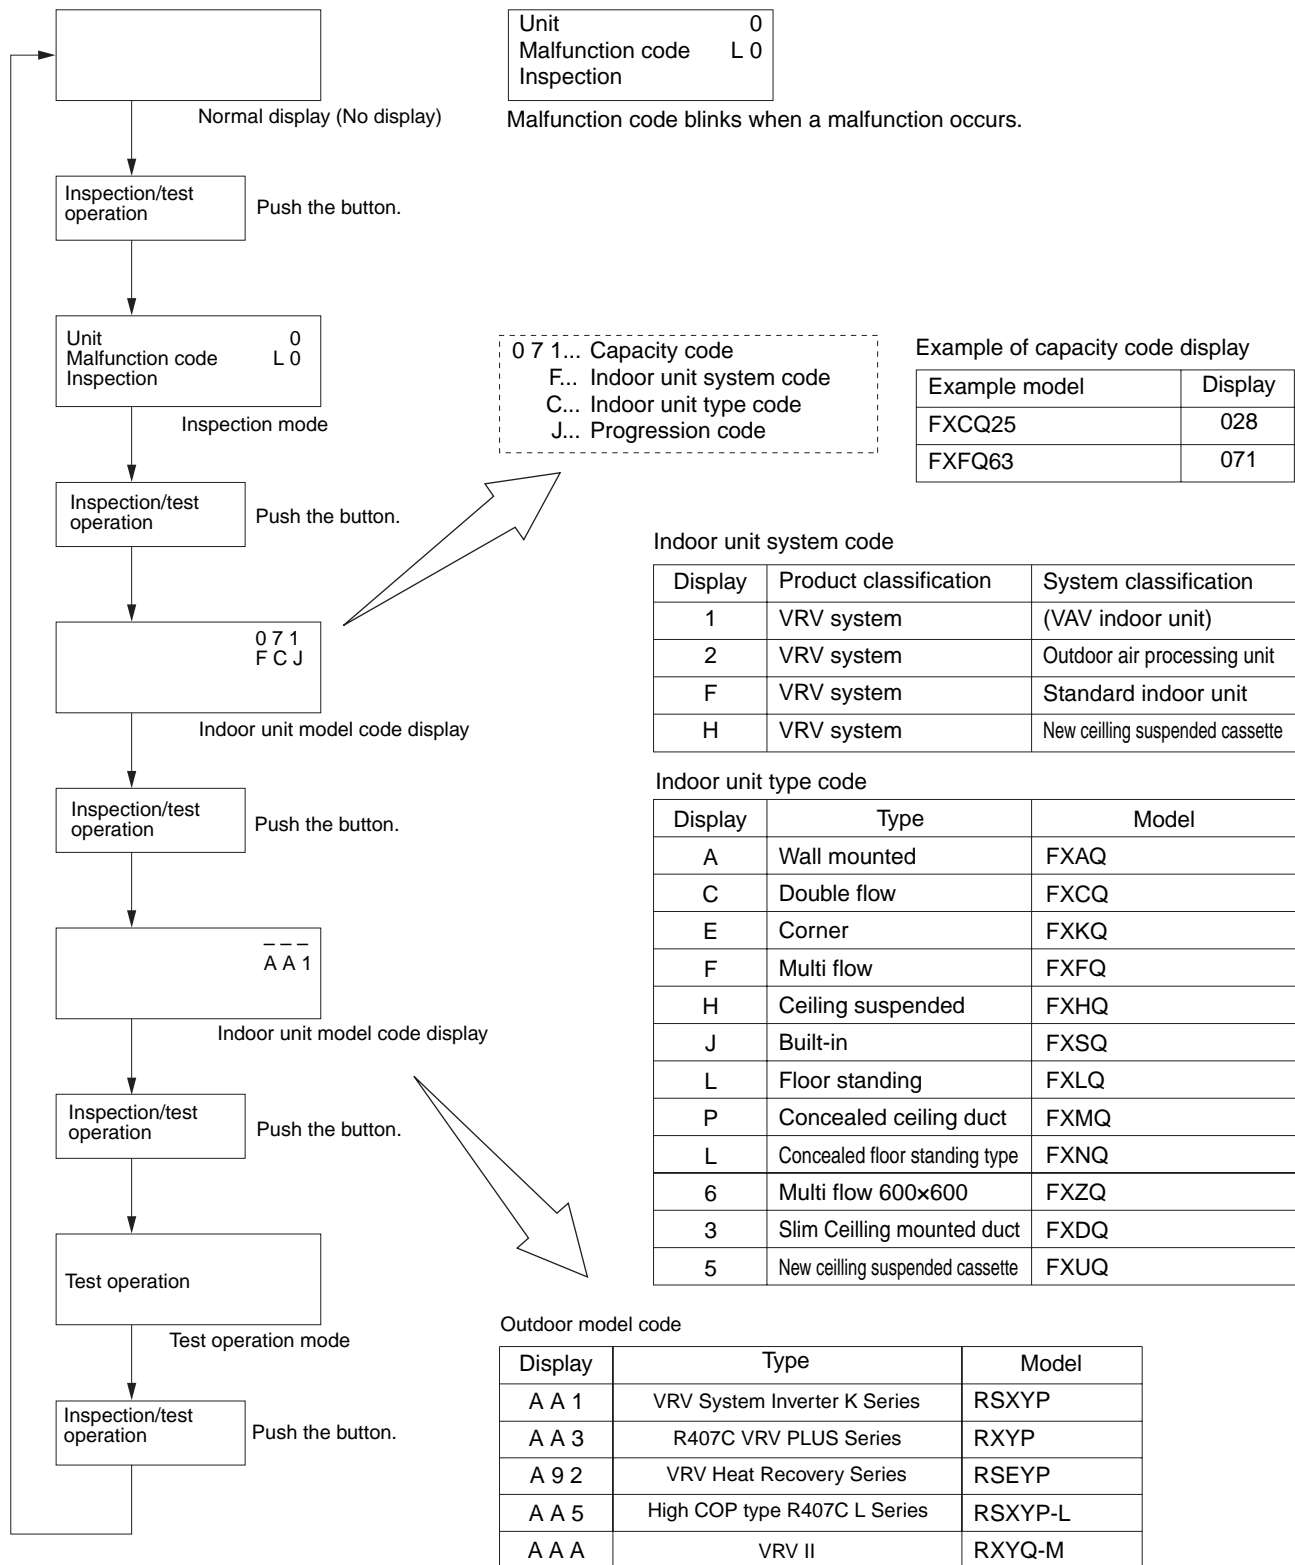 Normal display (No display)
Unit 0
Malfunction code L 0
Inspection
Malfunction code blinks when a malfunction occurs.
Inspection/test
operation
Push the button.
Unit 0
Malfunction code L 0
Inspection
Inspection mode
Inspection/test
operation
Push the button.
0 7 1
F C J
Indoor unit model code display
0 7 1... Capacity code
F... Indoor unit system code
C... Indoor unit type code
J... Progression code
Example of capacity code display
Example model Display
FXCQ25 028
FXFQ63 071
Inspection/test
operation
Push the button.
– – –
A A 1
Indoor unit model code display
Inspection/test
operation
Push the button.
Test operation
Test operation mode
Inspection/test
operation
Push the button.
Indoor unit system code
Display Product classification System classification
1 VRV system (VAV indoor unit)
2 VRV system Outdoor air processing unit
F VRV system Standard indoor unit
H VRV system New ceilling suspended cassette
Indoor unit type code
Display Type Model
A Wall mounted FXAQ
C Double flow FXCQ
E Corner FXKQ
F Multi flow FXFQ
H Ceiling suspended FXHQ
J Built-in FXSQ
L Floor standing FXLQ
P Concealed ceiling duct FXMQ
L Concealed floor standing type FXNQ
6 Multi flow 600×600 FXZQ
3 Slim Ceilling mounted duct FXDQ
5 New ceilling suspended cassette FXUQ
Outdoor model code
Display Type Model
A A 1 VRV System Inverter K Series RSXYP
A A 3 R407C VRV PLUS Series RXYP
A 9 2 VRV Heat Recovery Series RSEYP
A A 5 High COP type R407C L Series RSXYP-L
A A A VRV II RXYQ-M